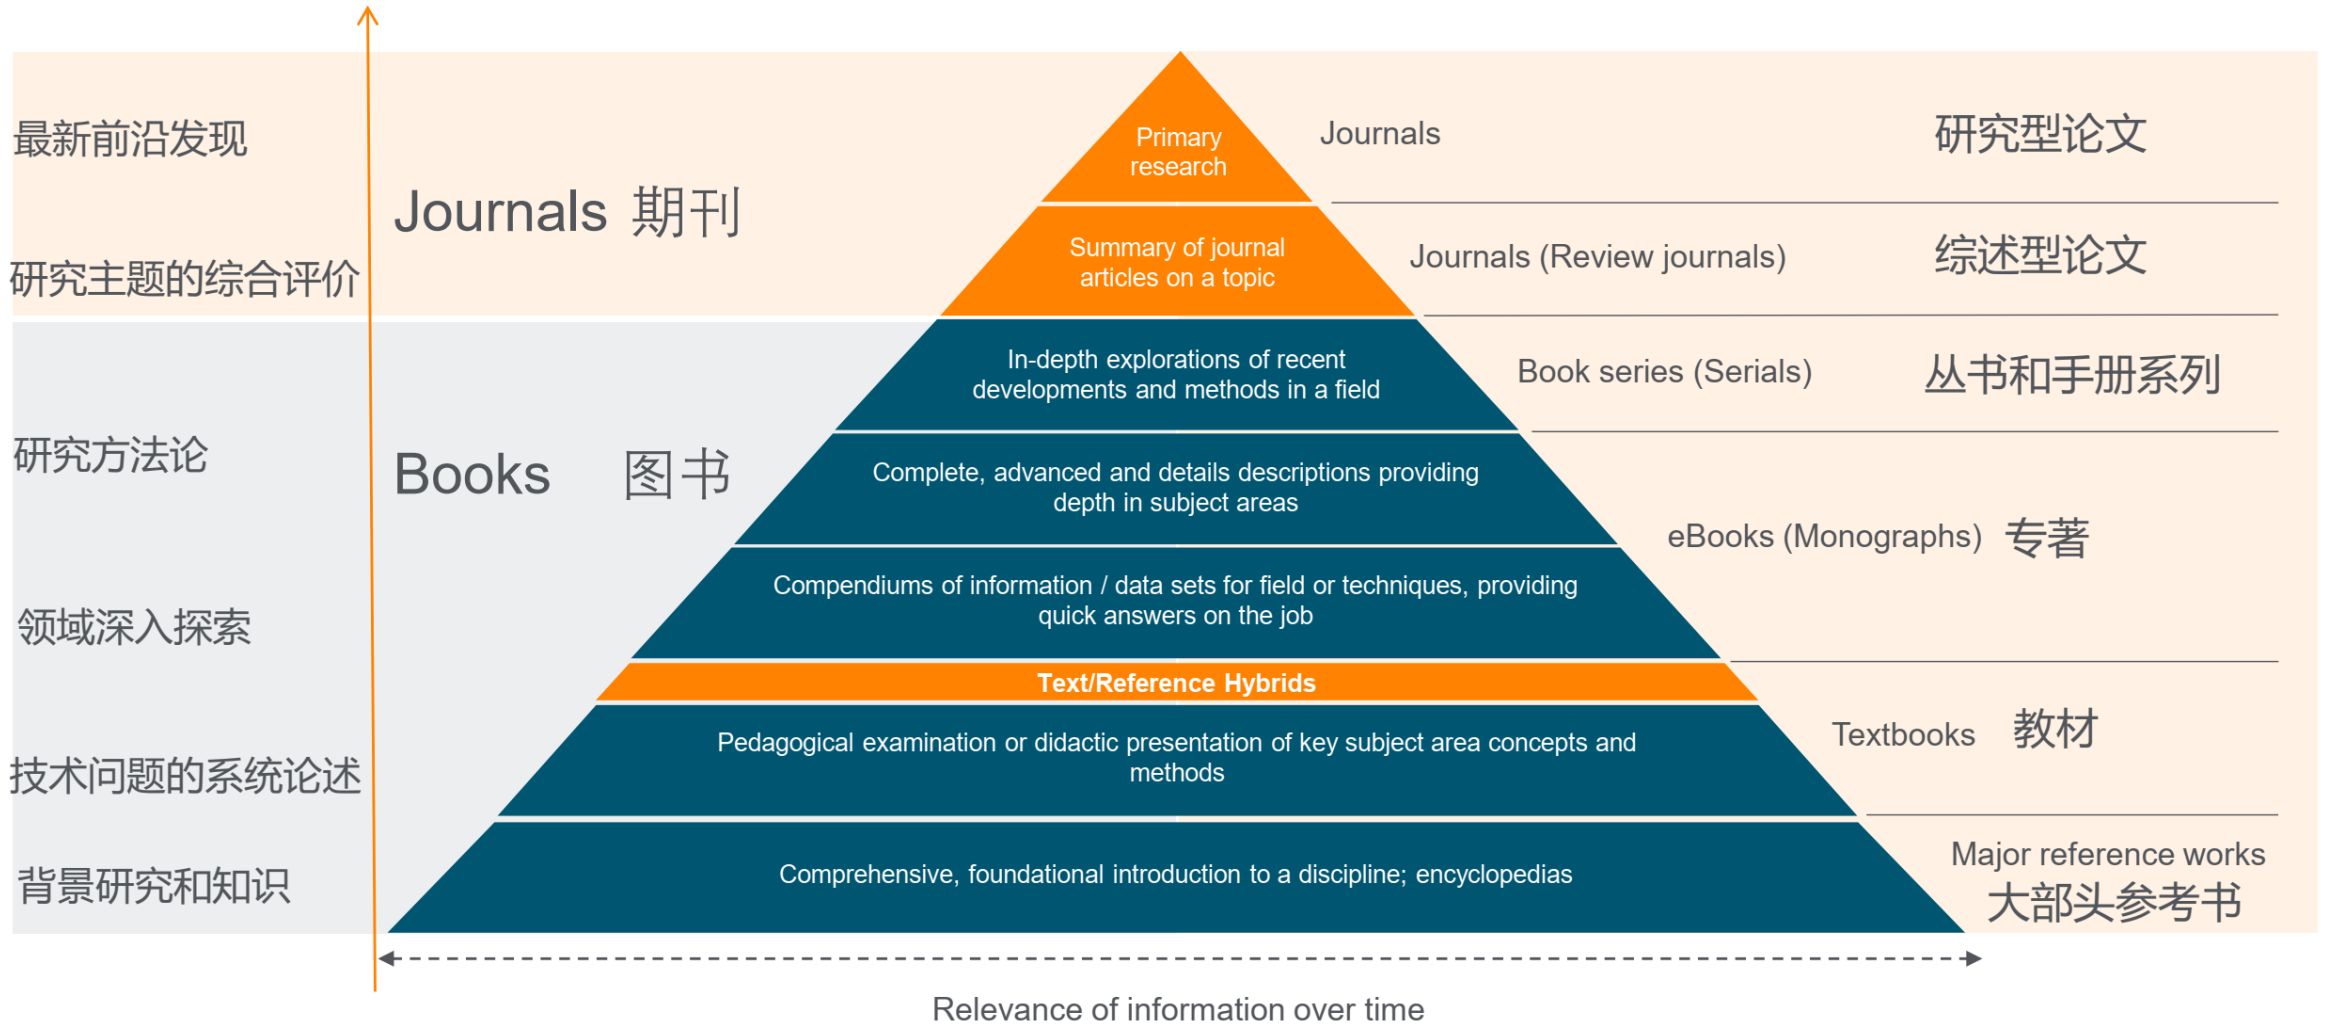 最新前沿发现
研究主题的综合评价
Journals 期刊
研究方法论
领域深入探索
技术问题的系统论述
背景研究和知识
Books 图书
Primary
research
Summary of journal
articles on a topic
In-depth explorations of recent
developments and methods in a field
Complete, advanced and details descriptions providing
depth in subject areas
Compendiums of information / data sets for field or techniques, providing
quick answers on the job
Text/Reference Hybrids
Pedagogical examination or didactic presentation of key subject area concepts and
methods
Comprehensive, foundational introduction to a discipline; encyclopedias
Journals 研究型论文
Journals (Review journals) 综述型论文
Book series (Serials) 丛书和手册系列
eBooks (Monographs) 专著
Textbooks 教材
Major reference works
大部头参考书
Relevance of information over time